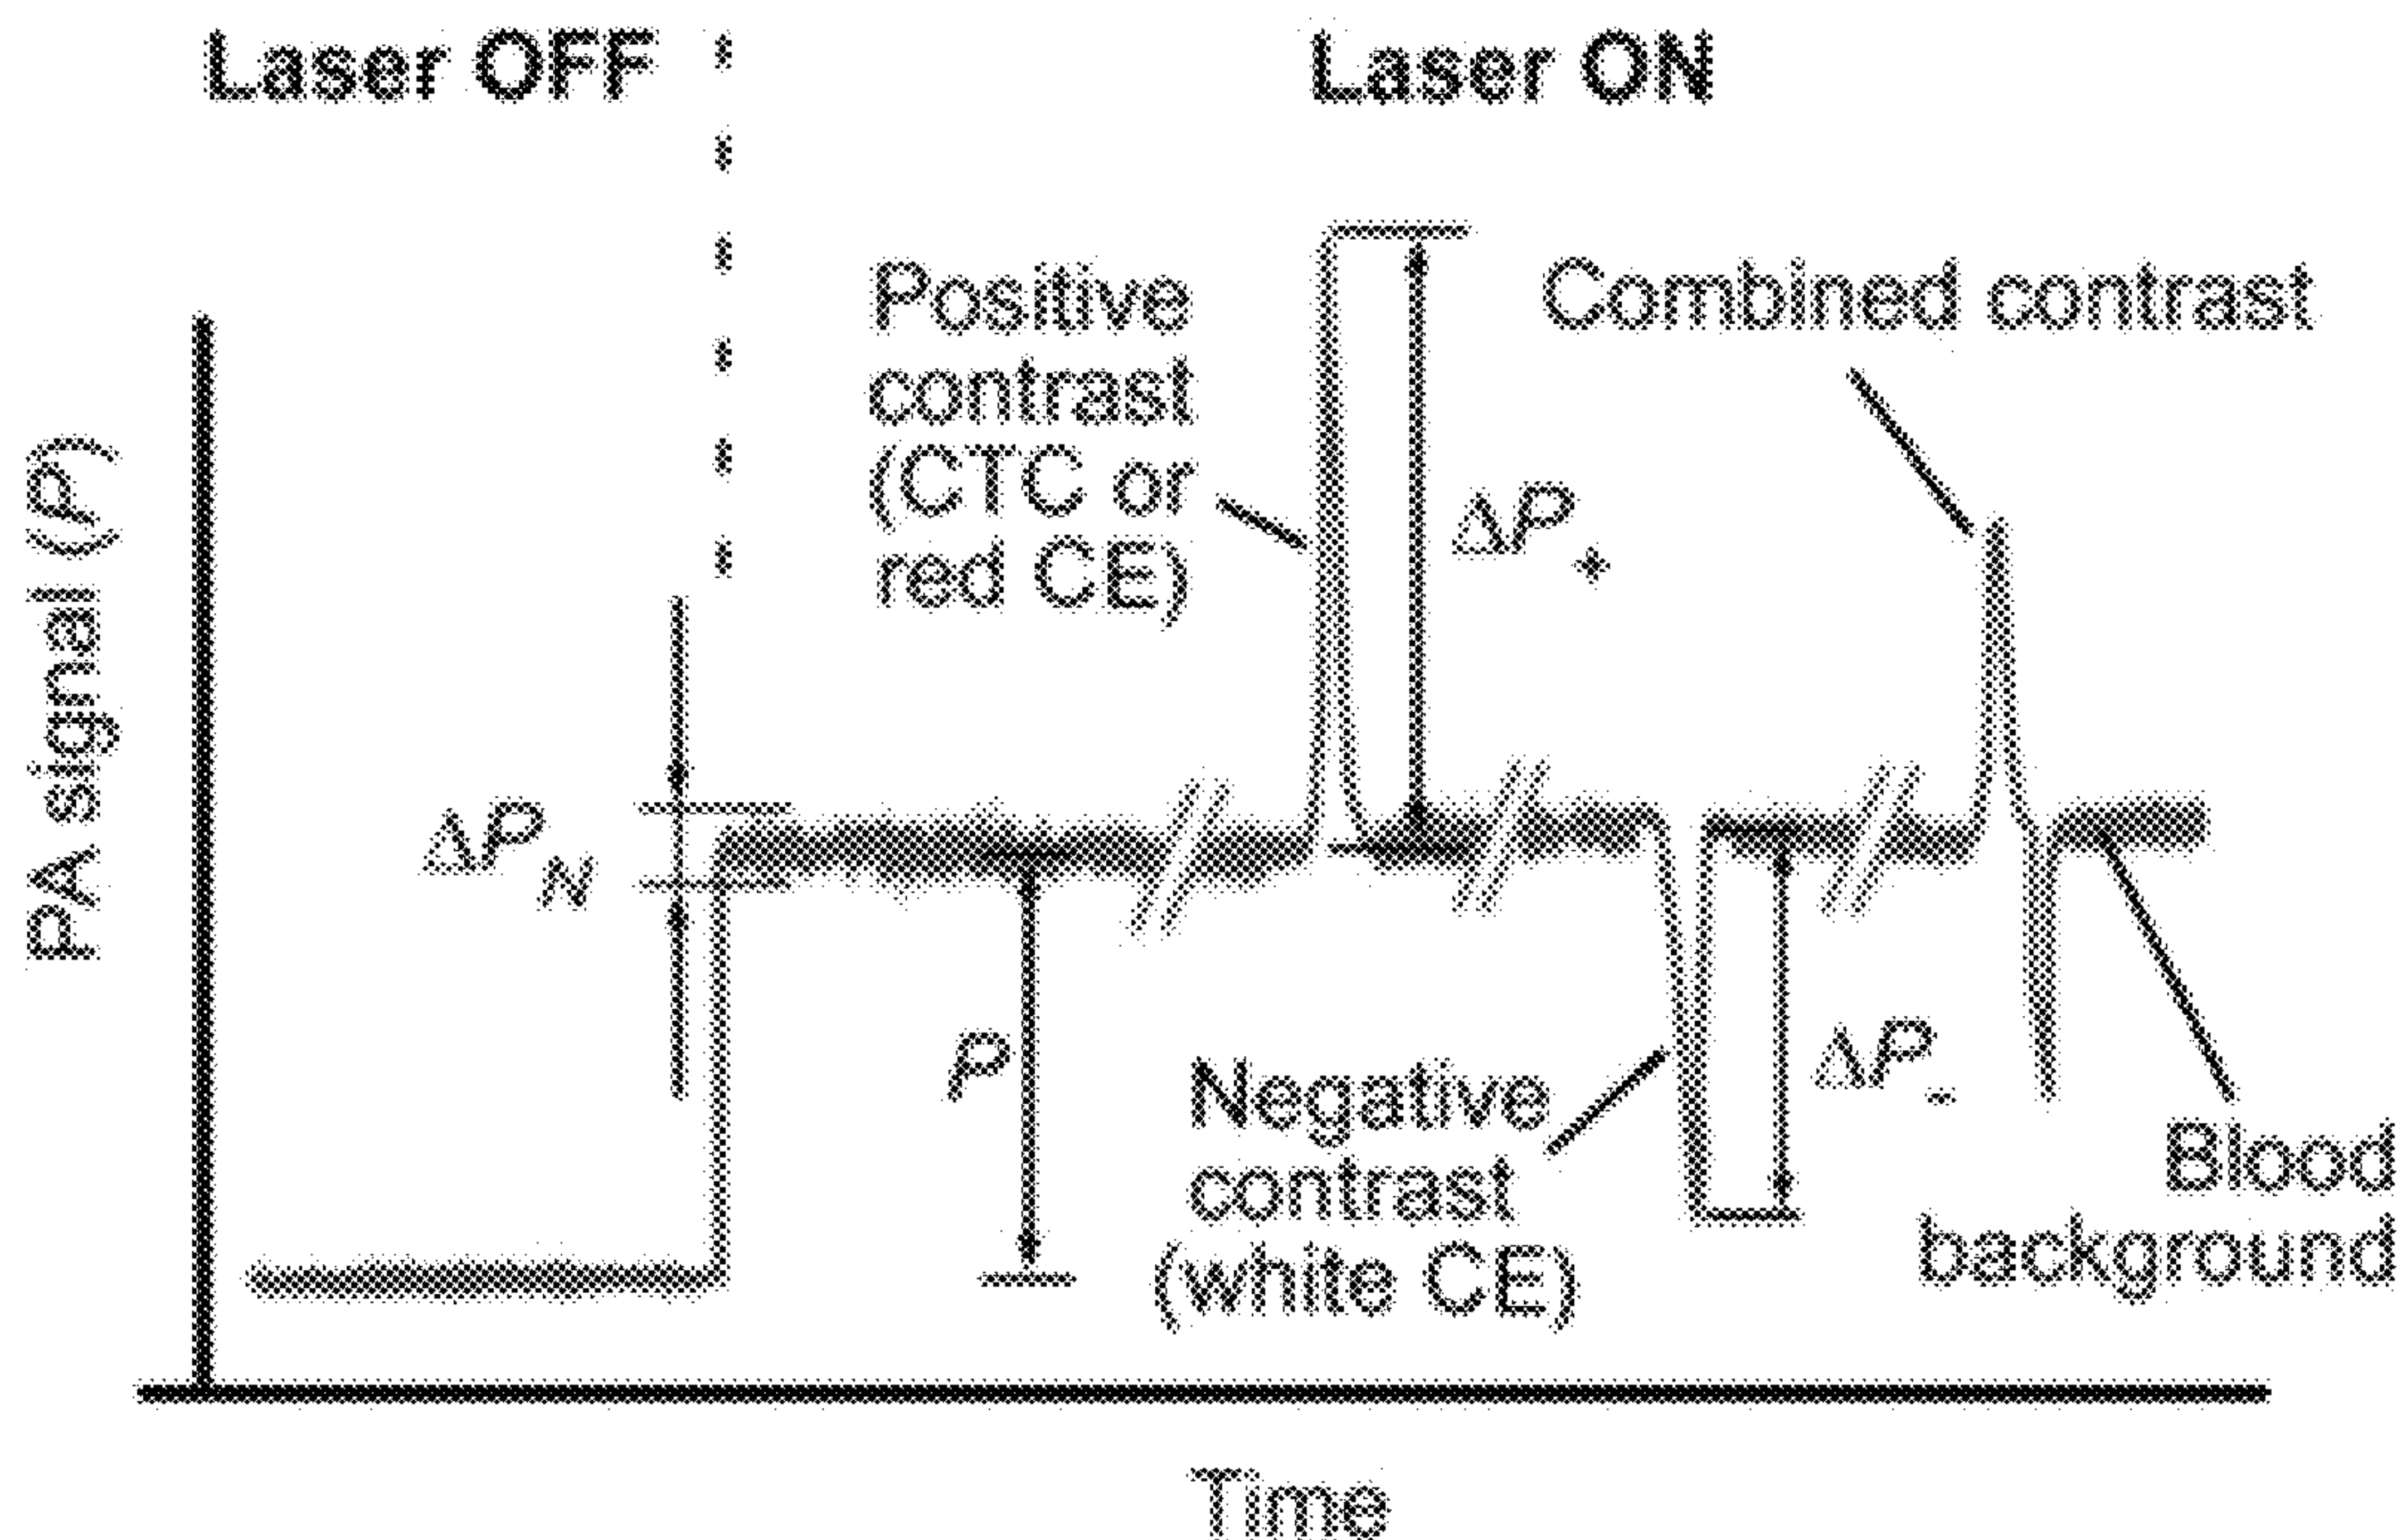 Laser OFF
Laser ON
Positive
contrast
(CTC or
red CE)
Combined contrast
ΔP+
PA signal (P)
ΔPN
P
Negative
contrast
(white CE)
ΔP-
Blood
background
Time